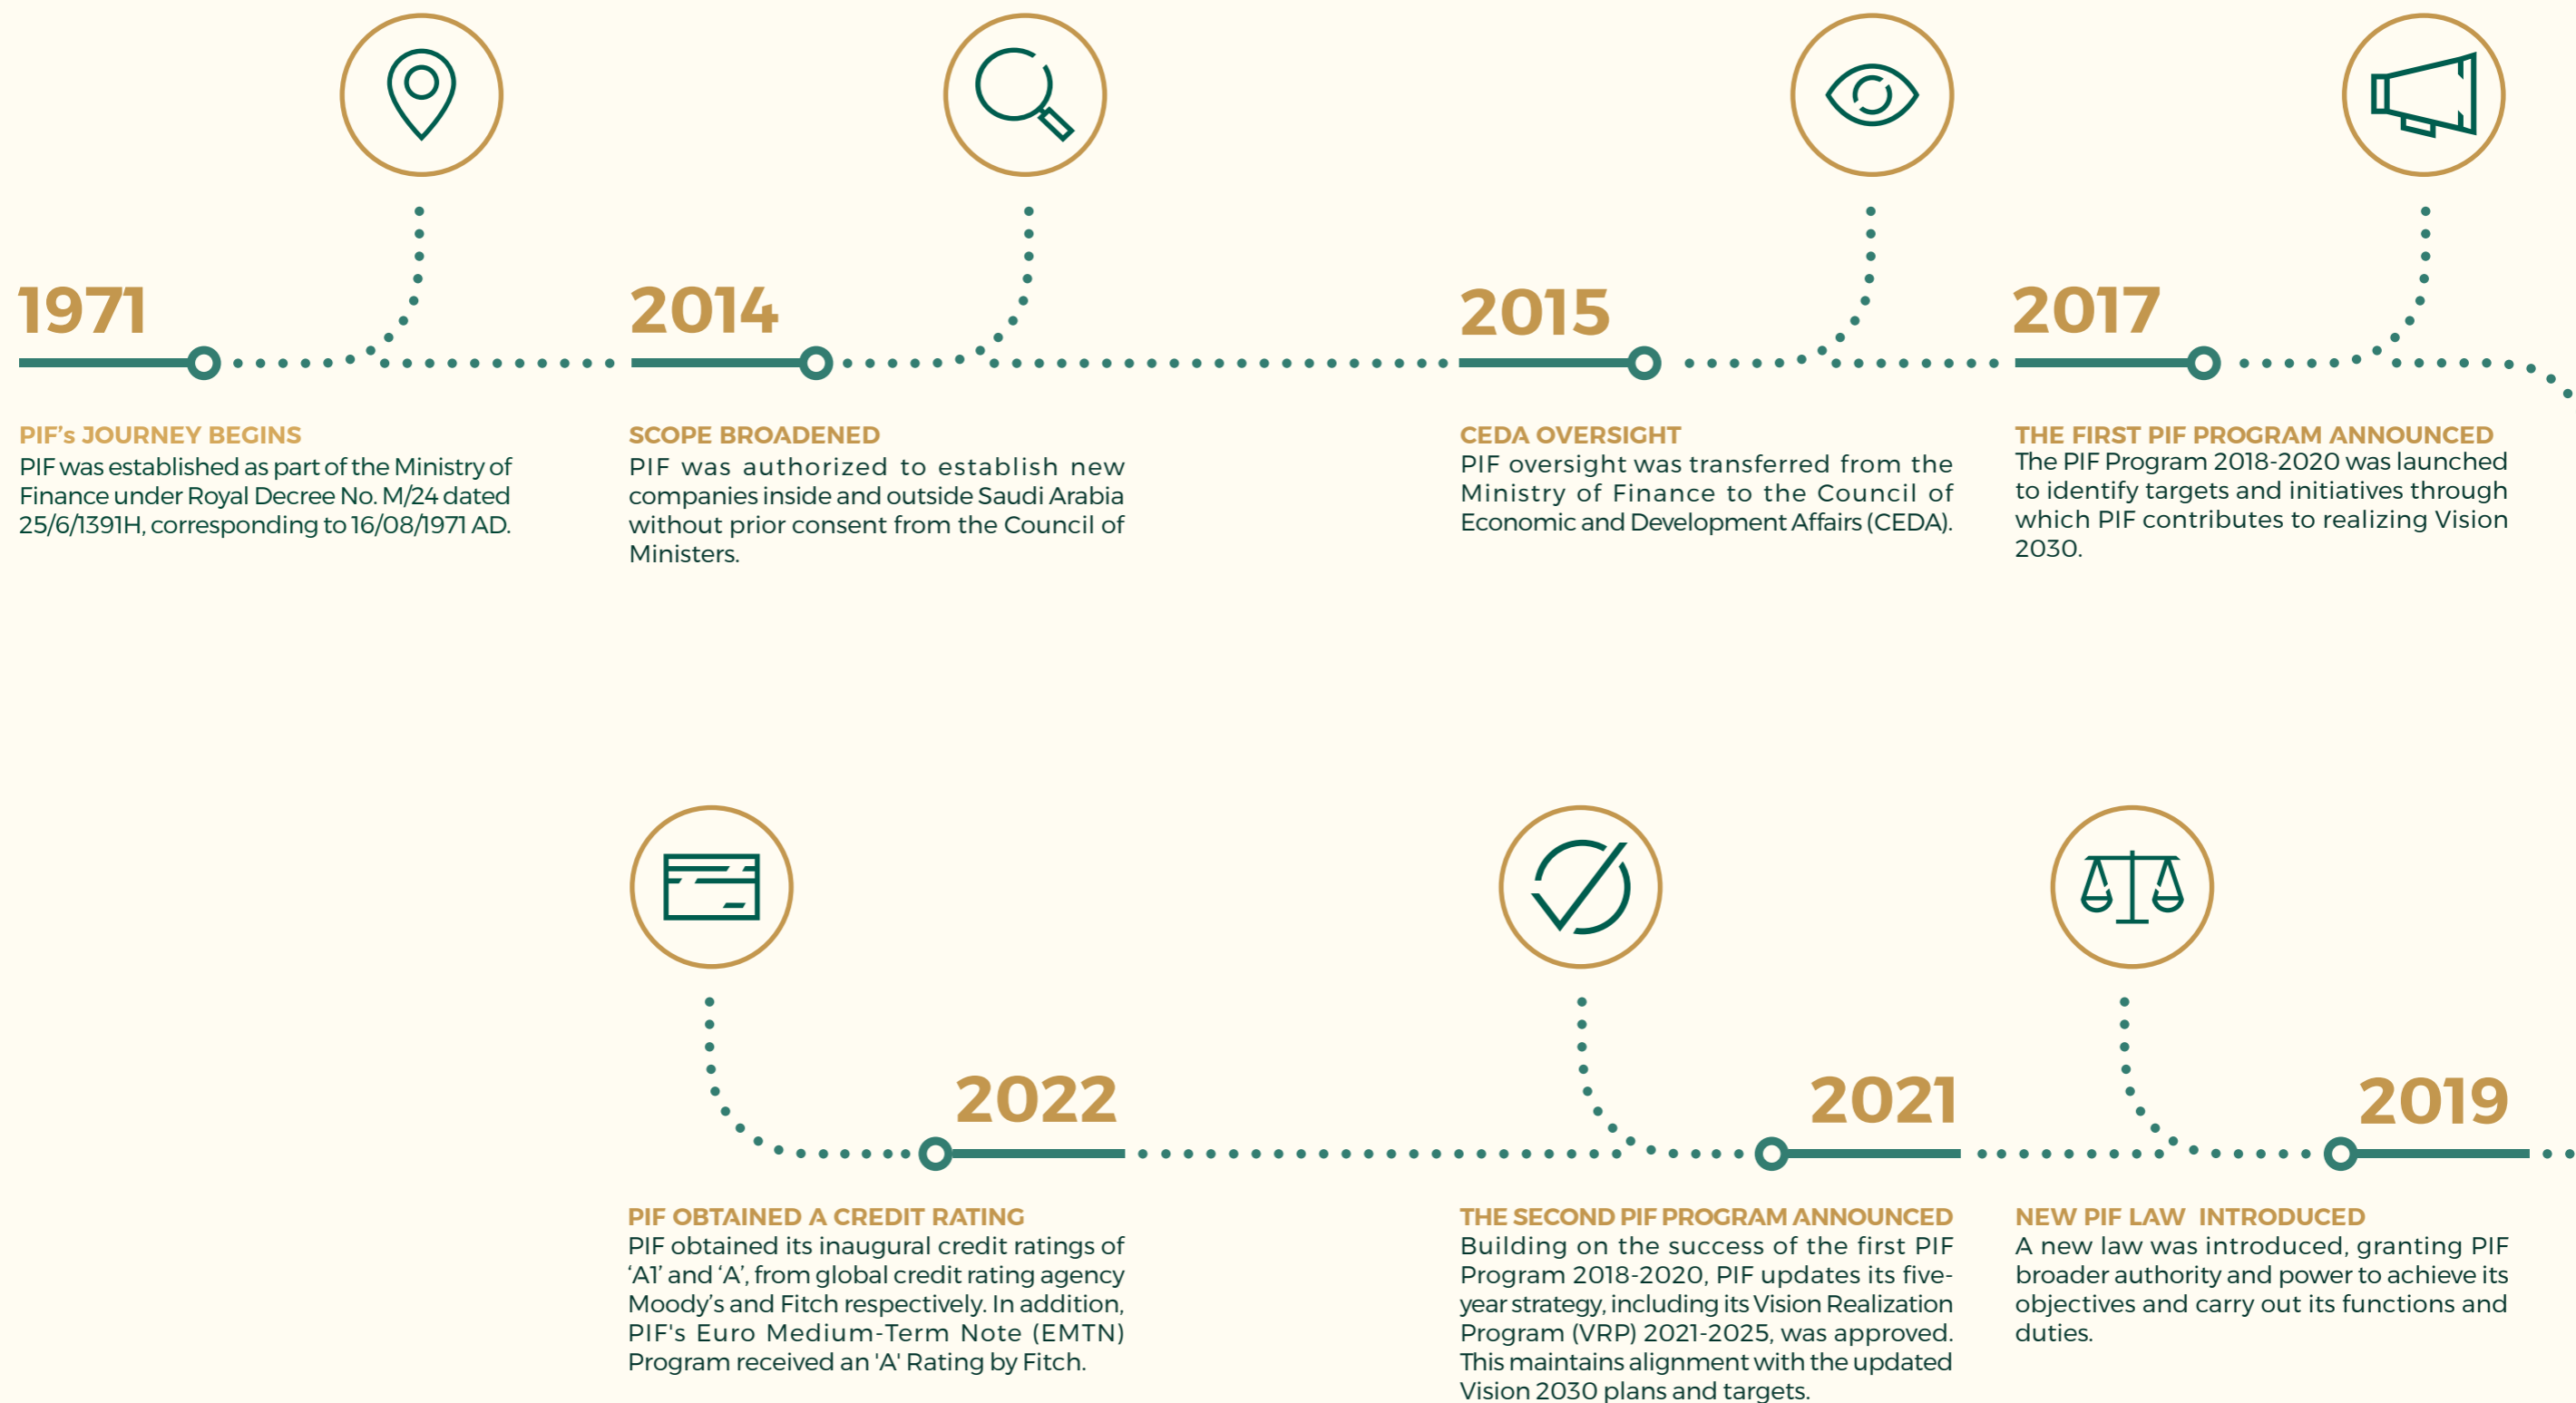 1971
PIF's JOURNEY BEGINS
PIF was established as part of the Ministry of
Finance under Royal Decree No. M/24 dated
25/6/1391H, corresponding to 16/08/1971 AD.
2014
SCOPE BROADENED
PIF was authorized to establish new
companies inside and outside Saudi Arabia
without prior consent from the Council of
Ministers.
2015
CEDA OVERSIGHT
PIF oversight was transferred from the
Ministry of Finance to the Council of
Economic and Development Affairs (CEDA).
2017
THE FIRST PIF PROGRAM ANNOUNCED
The PIF Program 2018-2020 was launched
to identify targets and initiatives through
which PIF contributes to realizing Vision
2030.
2019
NEW PIF LAW INTRODUCED
A new law was introduced, granting PIF
broader authority and power to achieve its
objectives and carry out its functions and
duties.
2021
THE SECOND PIF PROGRAM ANNOUNCED
Building on the success of the first PIF
Program 2018-2020, PIF updates its five-
year strategy, including its Vision Realization
Program (VRP) 2021-2025, was approved.
This maintains alignment with the updated
Vision 2030 plans and targets.
2022
PIF OBTAINED A CREDIT RATING
PIF obtained its inaugural credit ratings of
‘A1’ and ‘A’, from global credit rating agency
Moody’s and Fitch respectively. In addition,
PIF's Euro Medium-Term Note (EMTN)
Program received an 'A' Rating by Fitch.